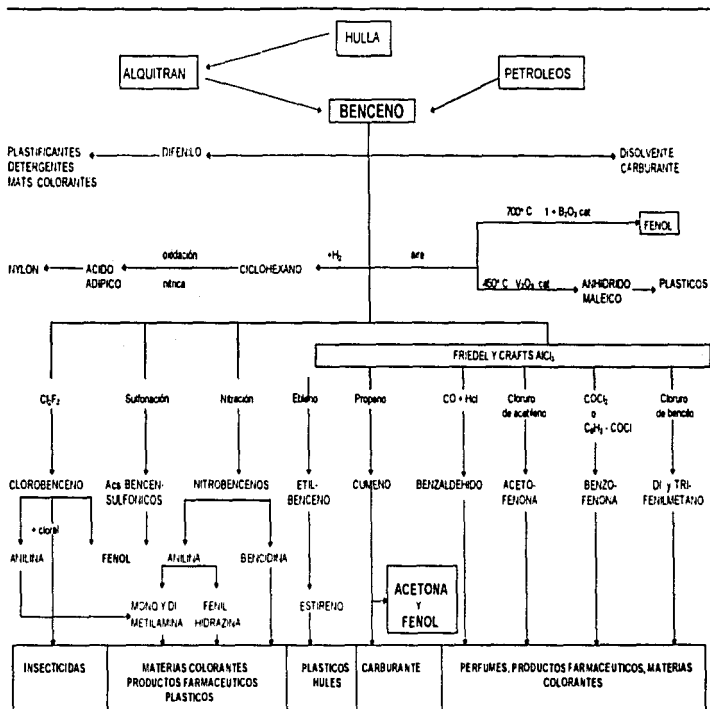 HULLA
ALQUITRAN
PETROLEOS
BENCENO
PLASTIFICANTES
DETERGENTES
MATS COLORANTES
DIFENILO
DISOLVENTE
CARBURANTE
700° C 1 + B₂O₃ cat
FENOL
NYLON
ACIDO
ADIPICO
oxidación
nítrica
CICLOHEXANO
+H₂
aire
450° C V₂O₅ cat
ANHIDRIDO
MALEICO
PLASTICOS
FRIEDEL Y CRAFTS AlCl₃
Cl₂F₂
Sulfonación
Nitración
Etileno
Propeno
CO + Hcl
Cloruro
de acetileno
COCl₂
o
C₆H₅ - COCl
Cloruro
de bencilo
CLOROBENCENO
Acs BENCEN-
SULFONICOS
NITROBENCENOS
ETIL-
BENCENO
CUMENO
BENZALDEHIDO
ACETO-
FENONA
BENZO-
FENONA
DI y TRI-
FENILMETANO
+ cloral
ANILINA
FENOL
ANILINA
BENCIDINA
MONO Y DI
METILAMINA
FENIL
HIDRAZINA
ESTIRENO
ACETONA
Y
FENOL
INSECTICIDAS
MATERIAS COLORANTES
PRODUCTOS FARMACEUTICOS
PLASTICOS
PLASTICOS
HULES
CARBURANTE
PERFUMES, PRODUCTOS FARMACEUTICOS, MATERIAS
COLORANTES